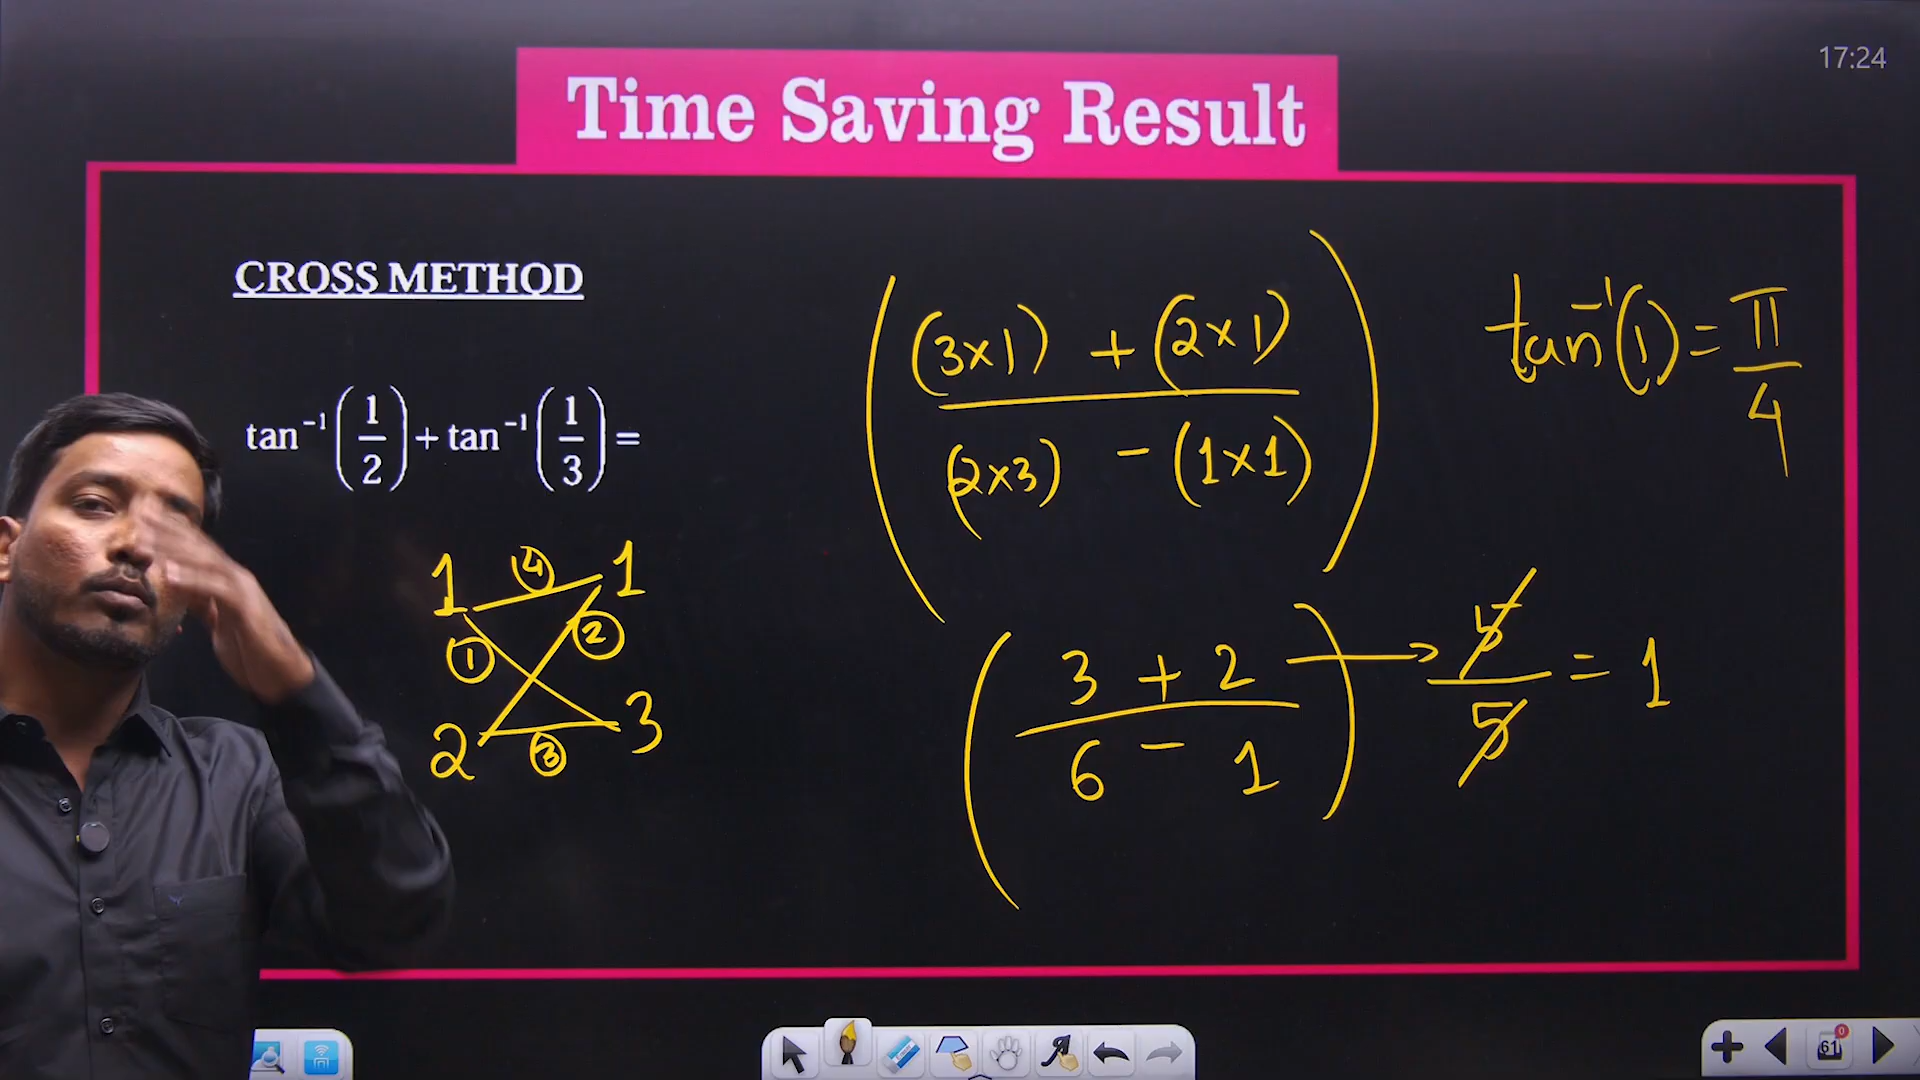 17:24
Time Saving Result
CROSS METHOD
tan⁻¹(1/2) + tan⁻¹(1/3) =
1 ④ 1
① ②
2 ③ 3
((3×1) + (2×1) / (2×3) - (1×1))
tan⁻¹(1) = π/4
(3 + 2 / 6 - 1) → 5/5 = 1
61
0